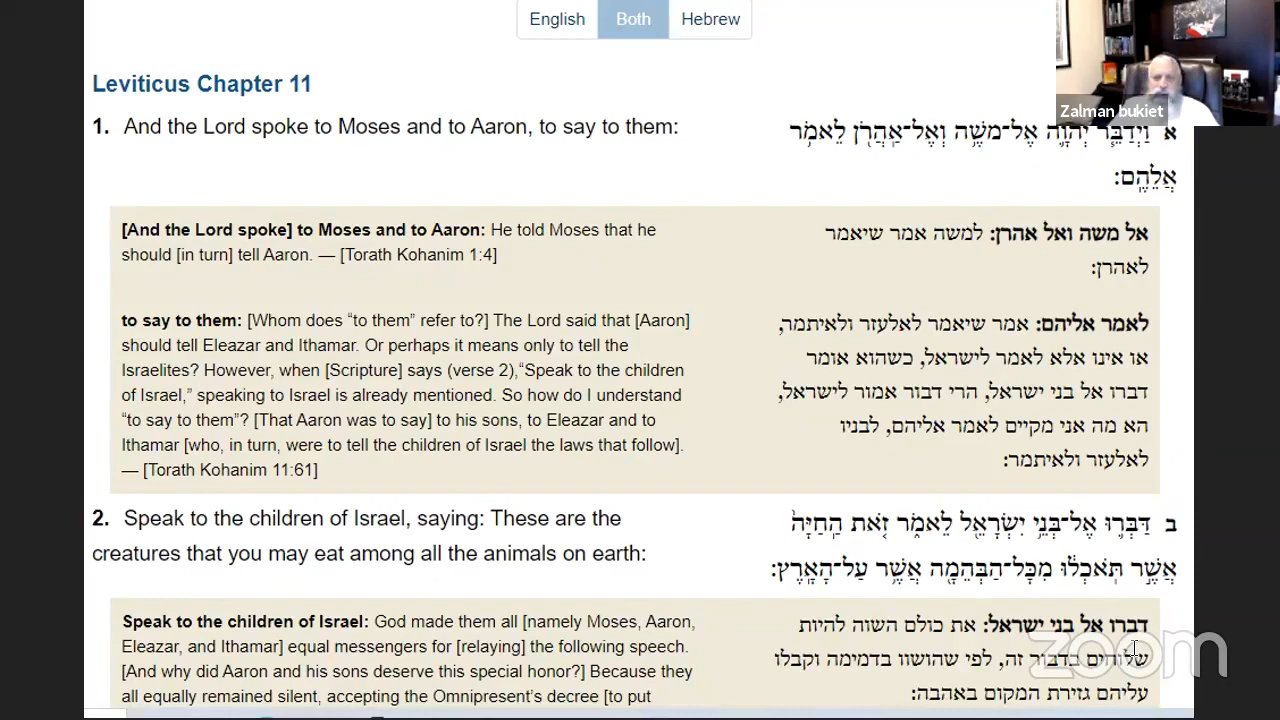 English Both Hebrew
Zalman bukiet
Leviticus Chapter 11
1. And the Lord spoke to Moses and to Aaron, to say to them:
א וַיְדַבֵּ֧ר יְהֹוָ֛ה אֶל־משֶׁ֥ה וְאֶל־אַֽהֲרֹ֖ן לֵאמֹ֥ר
אֲלֵהֶֽם:
[And the Lord spoke] to Moses and to Aaron: He told Moses that he
should [in turn] tell Aaron. — [Torath Kohanim 1:4]
אל משה ואל אהרן: למשה אמר שיאמר
לאהרן:
to say to them: [Whom does “to them” refer to?] The Lord said that [Aaron]
should tell Eleazar and Ithamar. Or perhaps it means only to tell the
Israelites? However, when [Scripture] says (verse 2),“Speak to the children
of Israel,” speaking to Israel is already mentioned. So how do I understand
“to say to them”? [That Aaron was to say] to his sons, to Eleazar and to
Ithamar [who, in turn, were to tell the children of Israel the laws that follow].
— [Torath Kohanim 11:61]
לאמר אליהם: אמר שיאמר לאלעזר ולאיתמר,
או אינו אלא לאמר לישראל, כשהוא אומר
דברו אל בני ישראל, הרי דבור אמור לישראל,
הא מה אני מקיים לאמר אליהם, לבניו
לאלעזר ולאיתמר:
2. Speak to the children of Israel, saying: These are the
creatures that you may eat among all the animals on earth:
ב דַּבְּר֛וּ אֶל־בְּנֵ֥י יִשְׂרָאֵ֖ל לֵאמֹ֑ר זֹ֤את הַֽחַיָּה֙
אֲשֶׁ֣ר תֹּֽאכְל֔וּ מִכָּל־הַבְּהֵמָ֖ה אֲשֶׁ֥ר עַל־הָאָֽרֶץ:
Speak to the children of Israel: God made them all [namely Moses, Aaron,
Eleazar, and Ithamar] equal messengers for [relaying] the following speech.
[And why did Aaron and his sons deserve this special honor?] Because they
all equally remained silent, accepting the Omnipresent’s decree [to put
דברו אל בני ישראל: את כולם השוה להיות
שלוחים בדבור זה, לפי שהושוו בדמימה וקבלו
עליהם גזירת המקום באהבה:
zoom